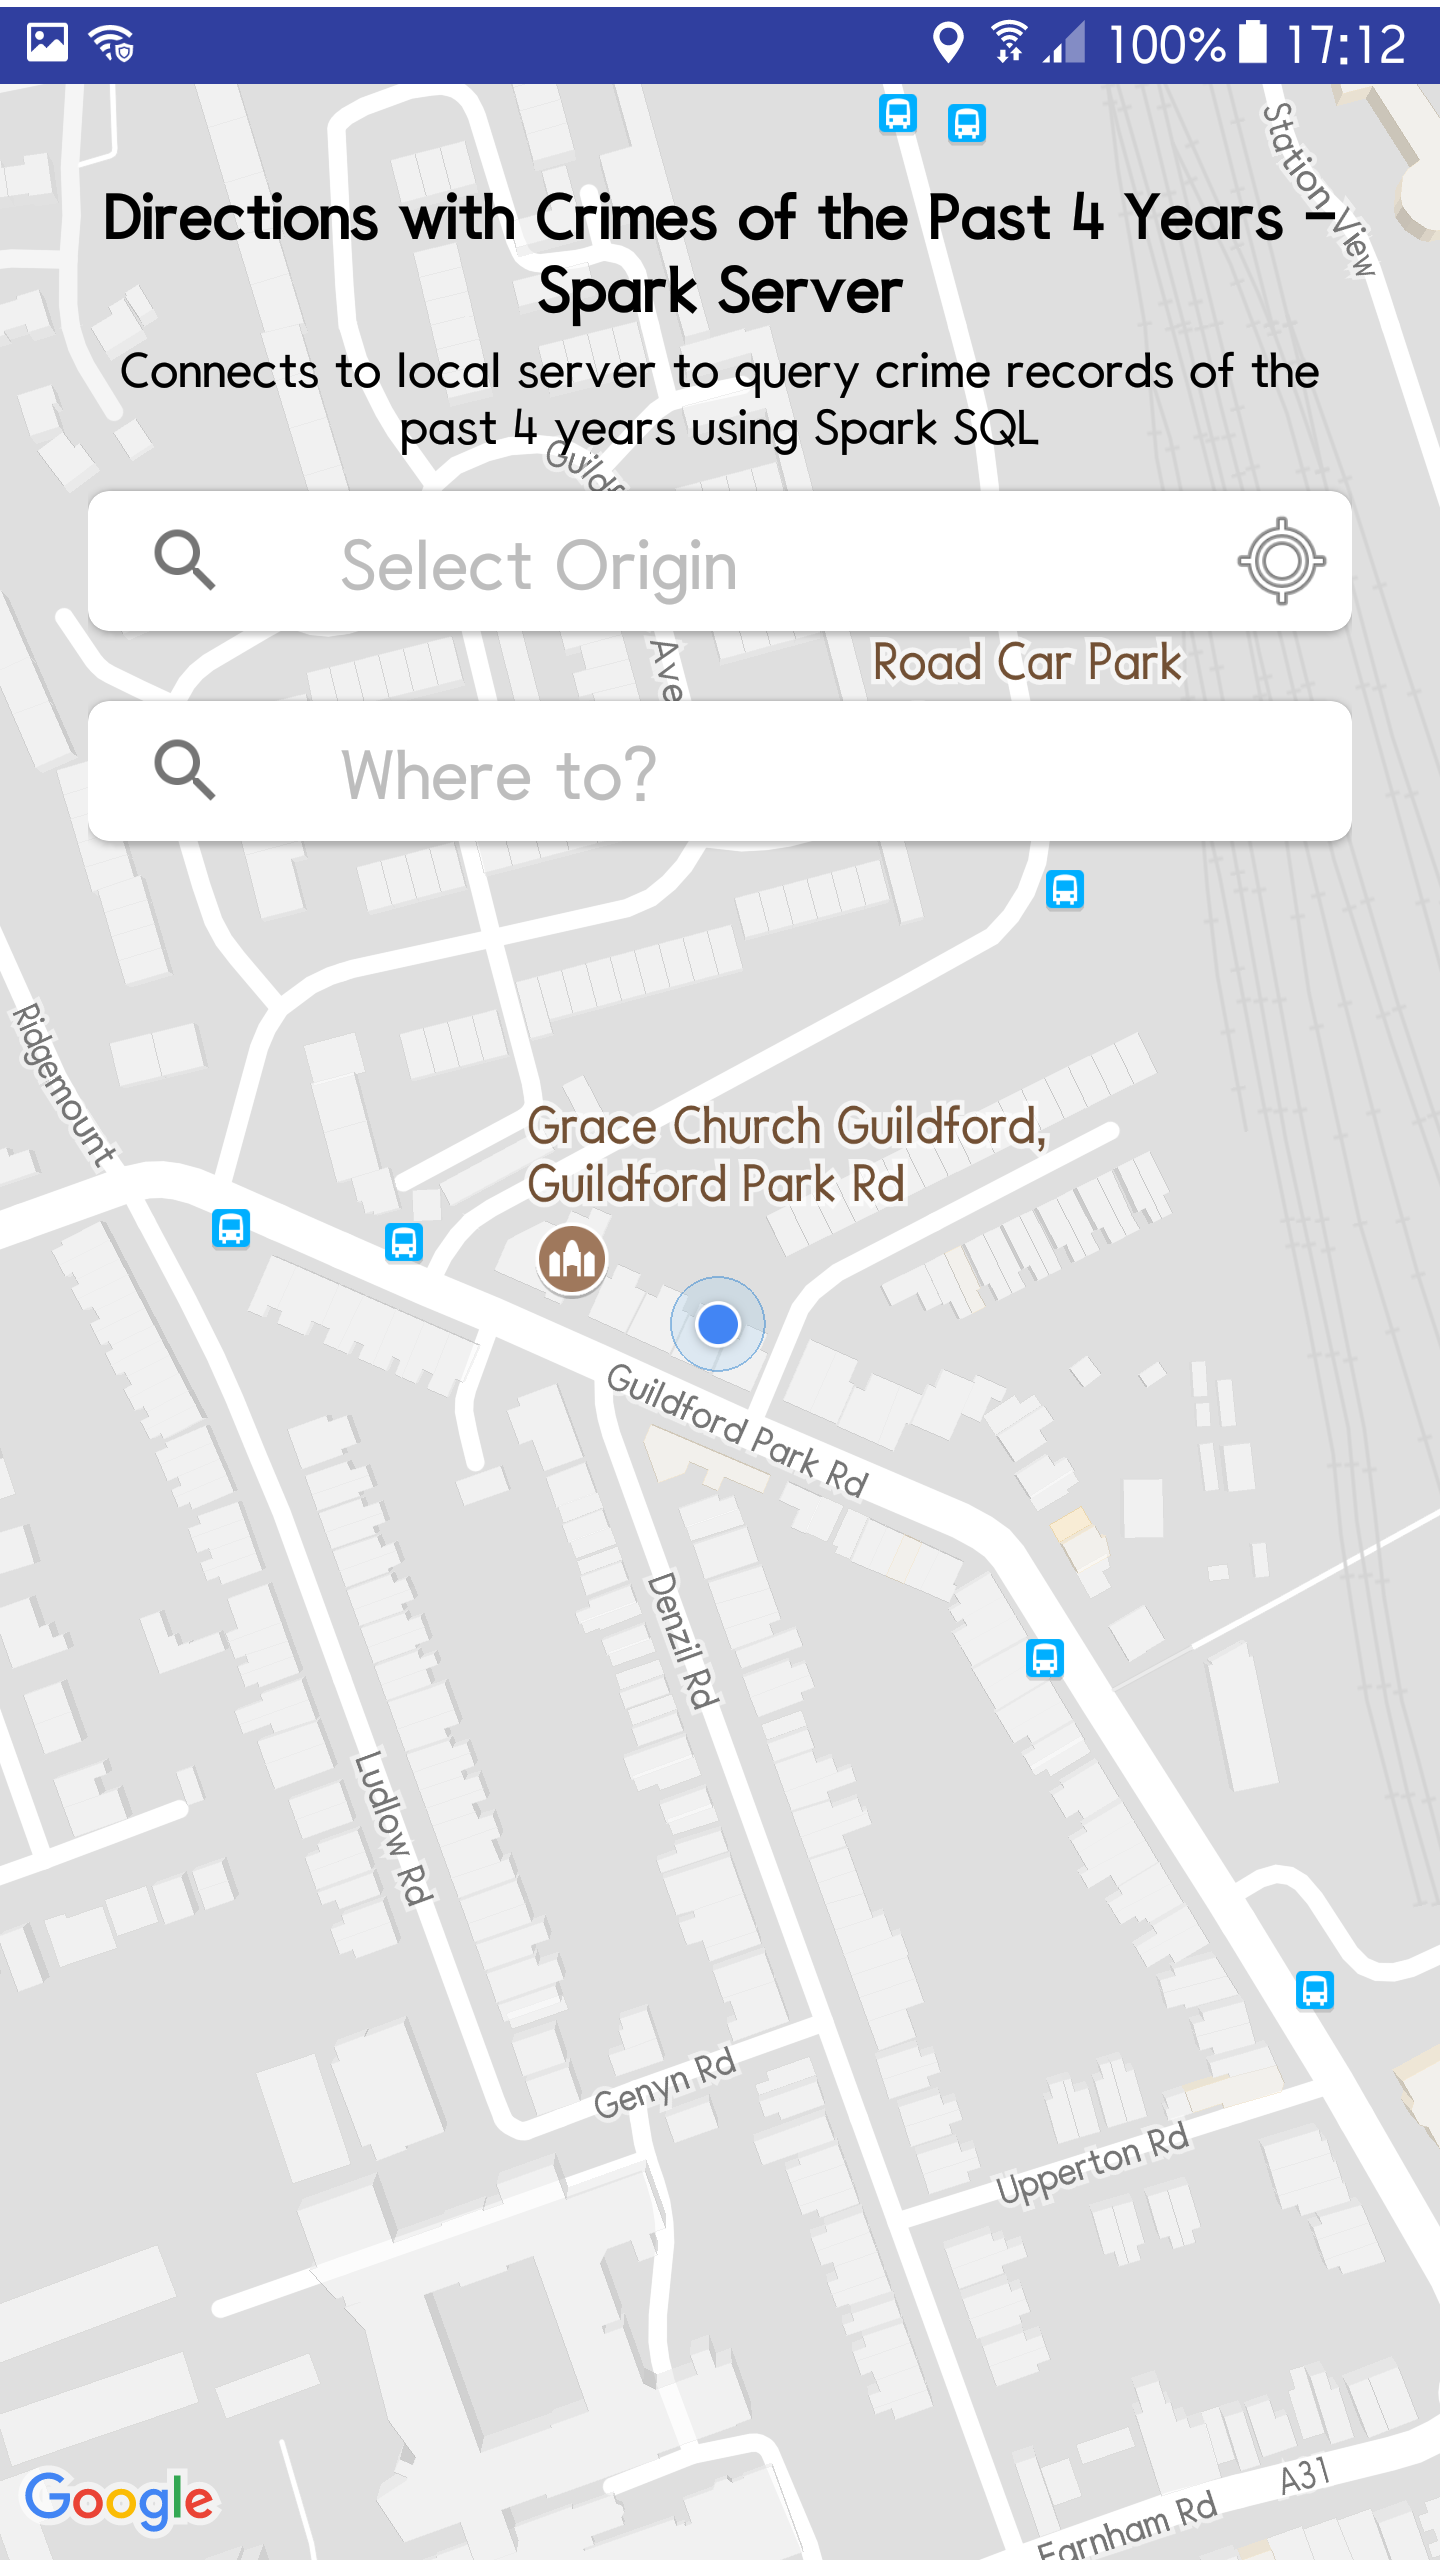 100% 17:12
Station View
Directions with Crimes of the Past 4 Years -
Spark Server
Connects to local server to query crime records of the
past 4 years using Spark SQL
Select Origin
Ave
Road Car Park
Where to?
Ridgemount
Grace Church Guildford,
Guildford Park Rd
Guildford Park Rd
Denzil Rd
Ludlow Rd
Genyn Rd
Upperton Rd
A31
Farnham Rd
Google